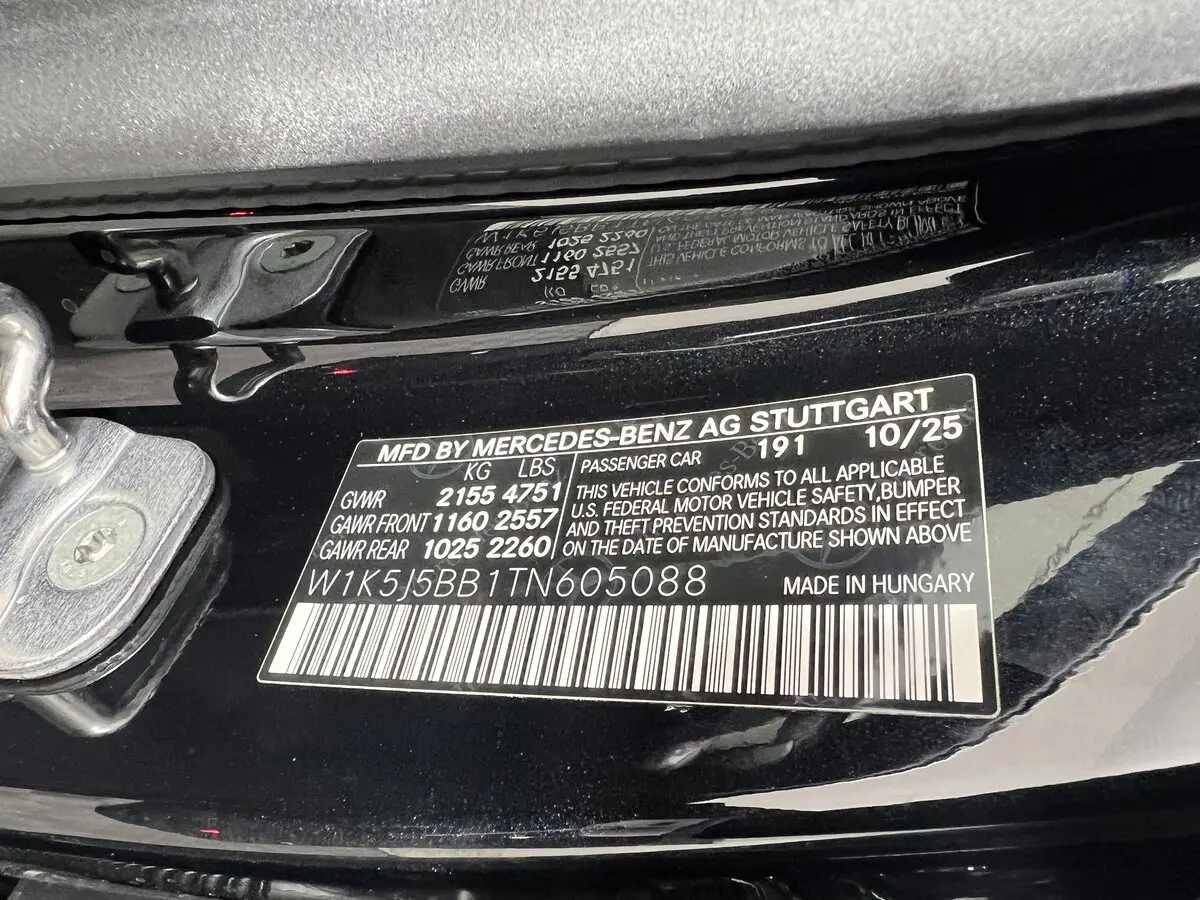 MFD BY MERCEDES-BENZ AG STUTTGART
KG LBS
GVWR 2155 4751
GAWR FRONT 1160 2557
GAWR REAR 1025 2260
PASSENGER CAR 191 10/25
THIS VEHICLE CONFORMS TO ALL APPLICABLE
U.S. FEDERAL MOTOR VEHICLE SAFETY,BUMPER
AND THEFT PREVENTION STANDARDS IN EFFECT
ON THE DATE OF MANUFACTURE SHOWN ABOVE
W1K5J5BB1TN605088 MADE IN HUNGARY